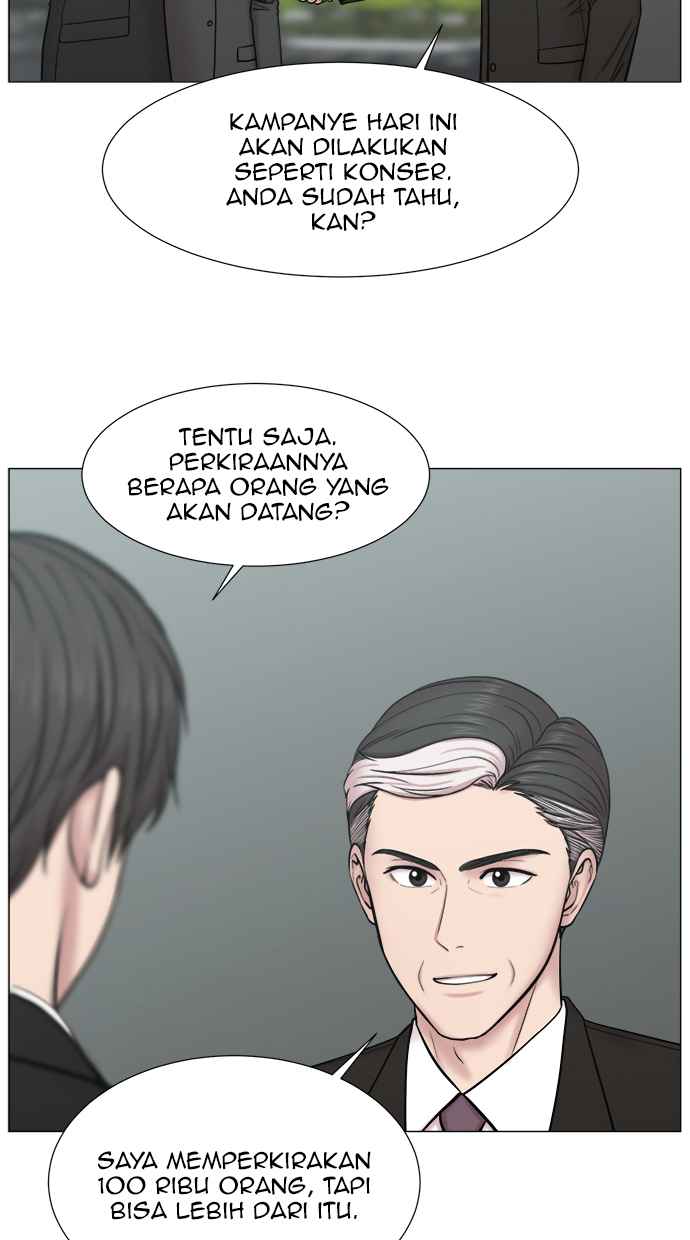 KAMPANYE HARI INI
AKAN DILAKUKAN
SEPERTI KONSER.
ANDA SUDAH TAHU,
KAN?
TENTU SAJA.
PERKIRAANNYA
BERAPA ORANG YANG
AKAN DATANG?
SAYA MEMPERKIRAKAN
100 RIBU ORANG, TAPI
BISA LEBIH DARI ITU.